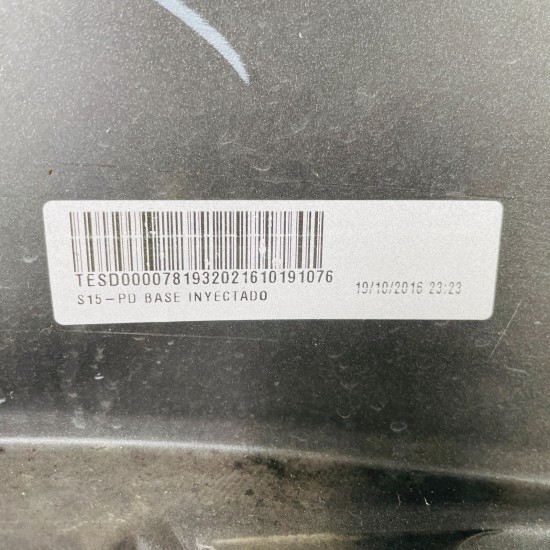 TESD0000781932021610191076
S15-PD BASE INYECTADO
19/10/2016 23:23